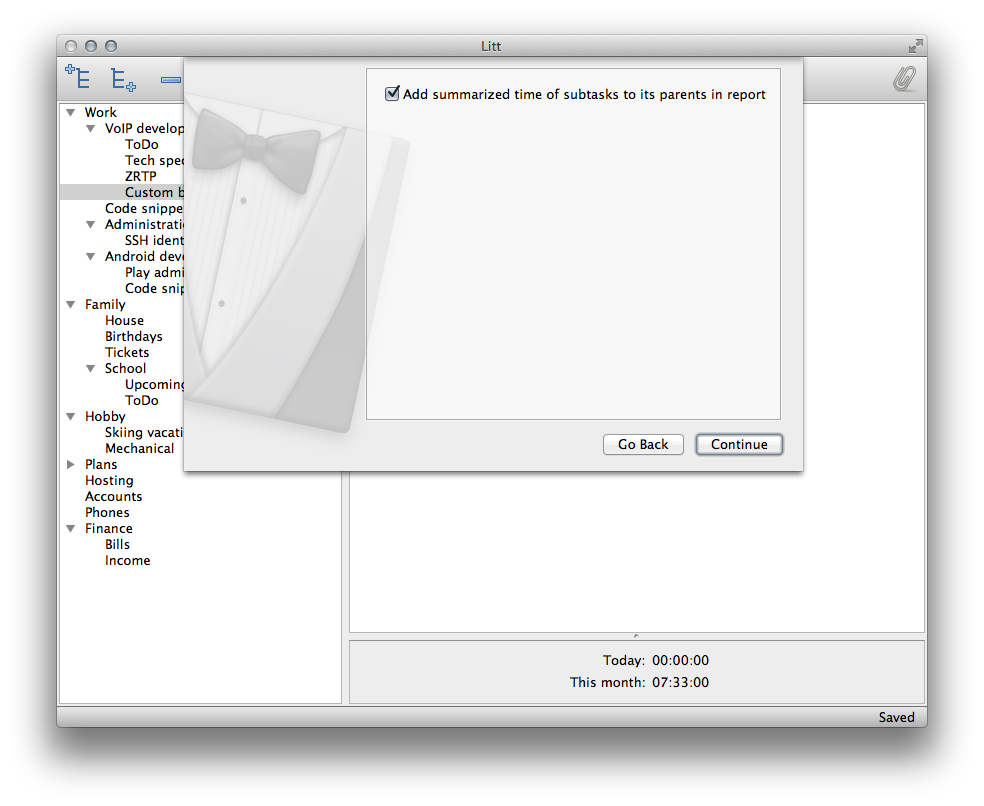 Litt
Add summarized time of subtasks to its parents in report
Work
VoIP develop
ToDo
Tech spe
ZRTP
Custom b
Code snippe
Administrati
SSH ident
Android deve
Play admi
Code snip
Family
House
Birthdays
Tickets
School
Upcoming
ToDo
Hobby
Skiing vacati
Mechanical
Plans
Hosting
Accounts
Phones
Finance
Bills
Income
Go Back
Continue
Today: 00:00:00
This month: 07:33:00
Saved